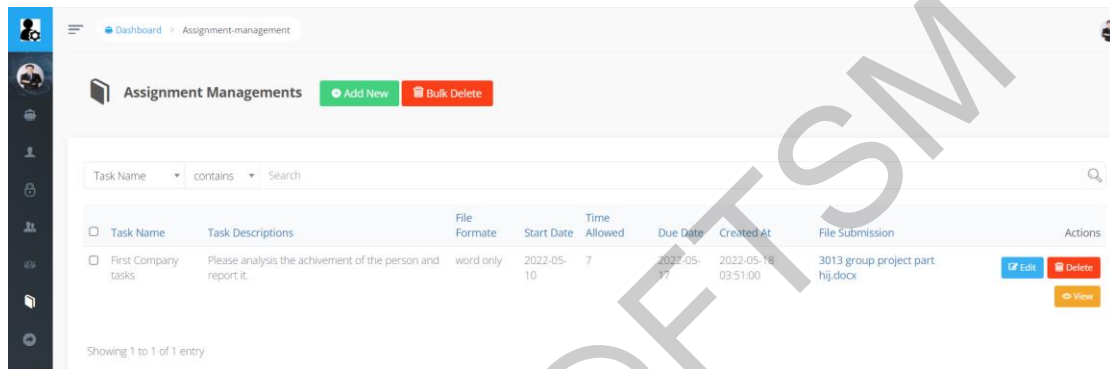 Dashboard > Assignment-management
Assignment Managements
Add New
Bulk Delete
Task Name
contains
Search
Task Name
Task Descriptions
File Formate
Start Date
Time Allowed
Due Date
Created At
File Submission
Actions
First Company tasks
Please analysis the achivement of the person and report it.
word only
2022-05-10
7
2022-05-17
2022-05-18 03:51:00
3013 group project part hij.docx
Edit
Delete
View
Showing 1 to 1 of 1 entry
FTSM